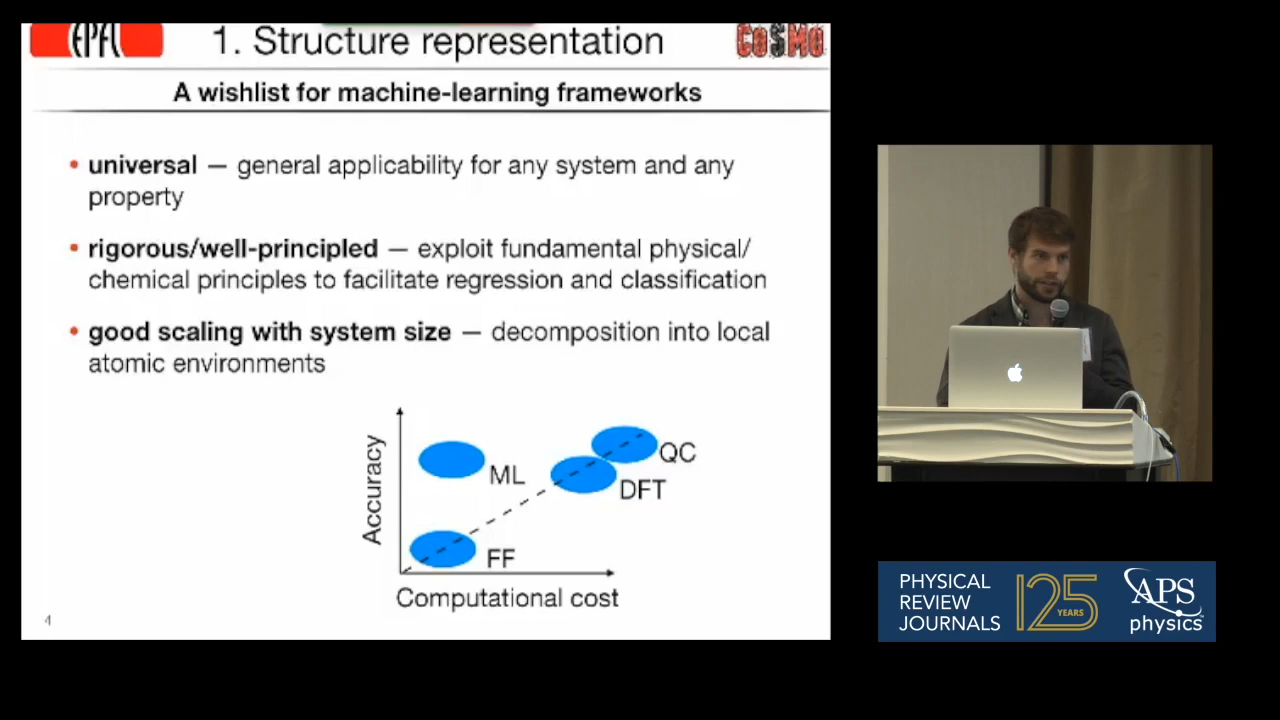 EPFL
1. Structure representation
COSMO
A wishlist for machine-learning frameworks
• universal — general applicability for any system and any
property
• rigorous/well-principled — exploit fundamental physical/
chemical principles to facilitate regression and classification
• good scaling with system size — decomposition into local
atomic environments
Accuracy
ML
QC
DFT
FF
Computational cost
4
PHYSICAL
REVIEW
JOURNALS
125
YEARS
APS
physics